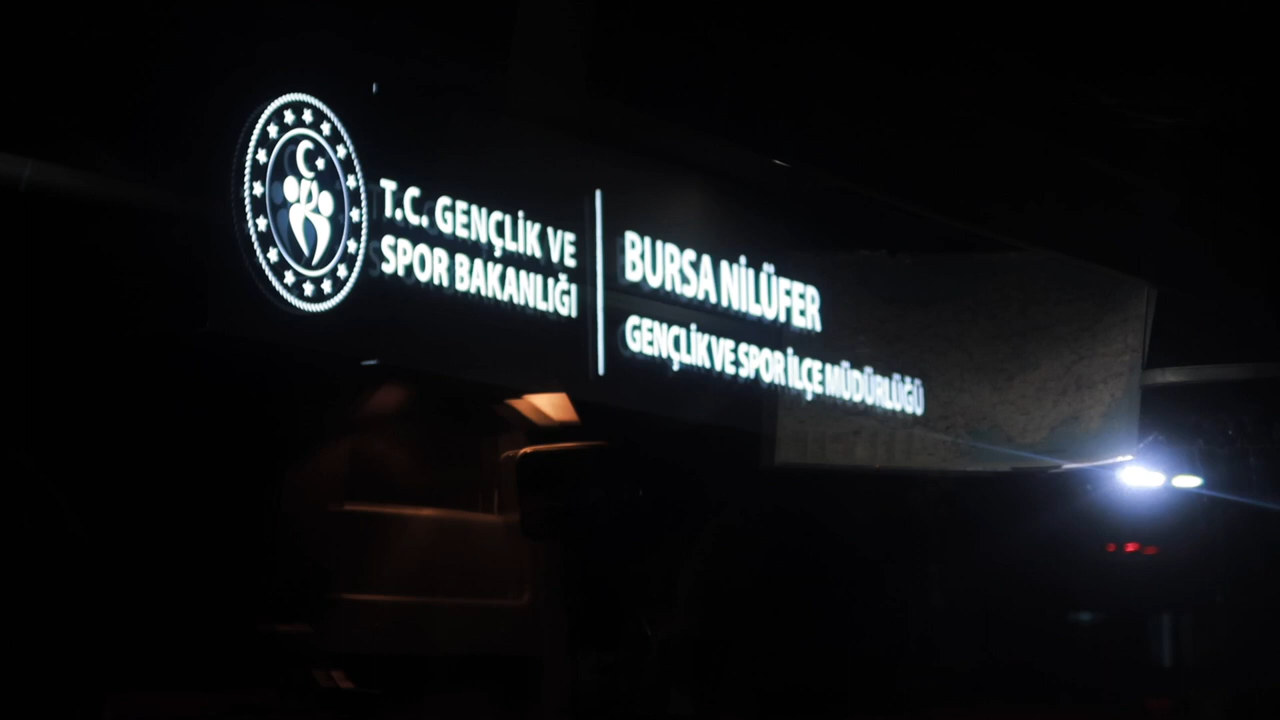 T.C. GENÇLİK VE
SPOR BAKANLIĞI
BURSA NİLÜFER
GENÇLİK VE SPOR İLÇE MÜDÜRLÜĞÜ